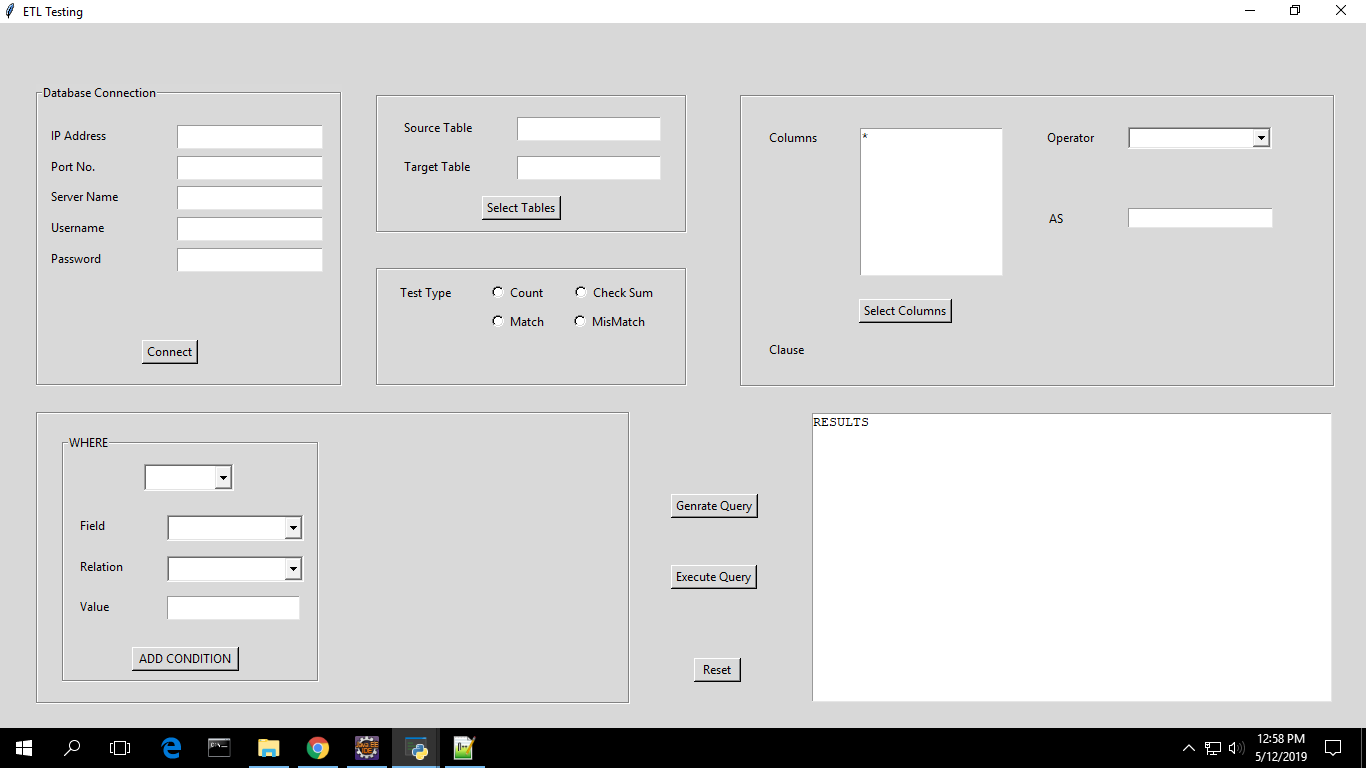 ETL Testing
Database Connection
IP Address
Port No.
Server Name
Username
Password
Connect
Source Table
Target Table
Select Tables
Test Type
Count
Check Sum
Match
MisMatch
Columns
*
Operator
AS
Select Columns
Clause
WHERE
Field
Relation
Value
ADD CONDITION
Genrate Query
Execute Query
Reset
RESULTS
12:58 PM
5/12/2019